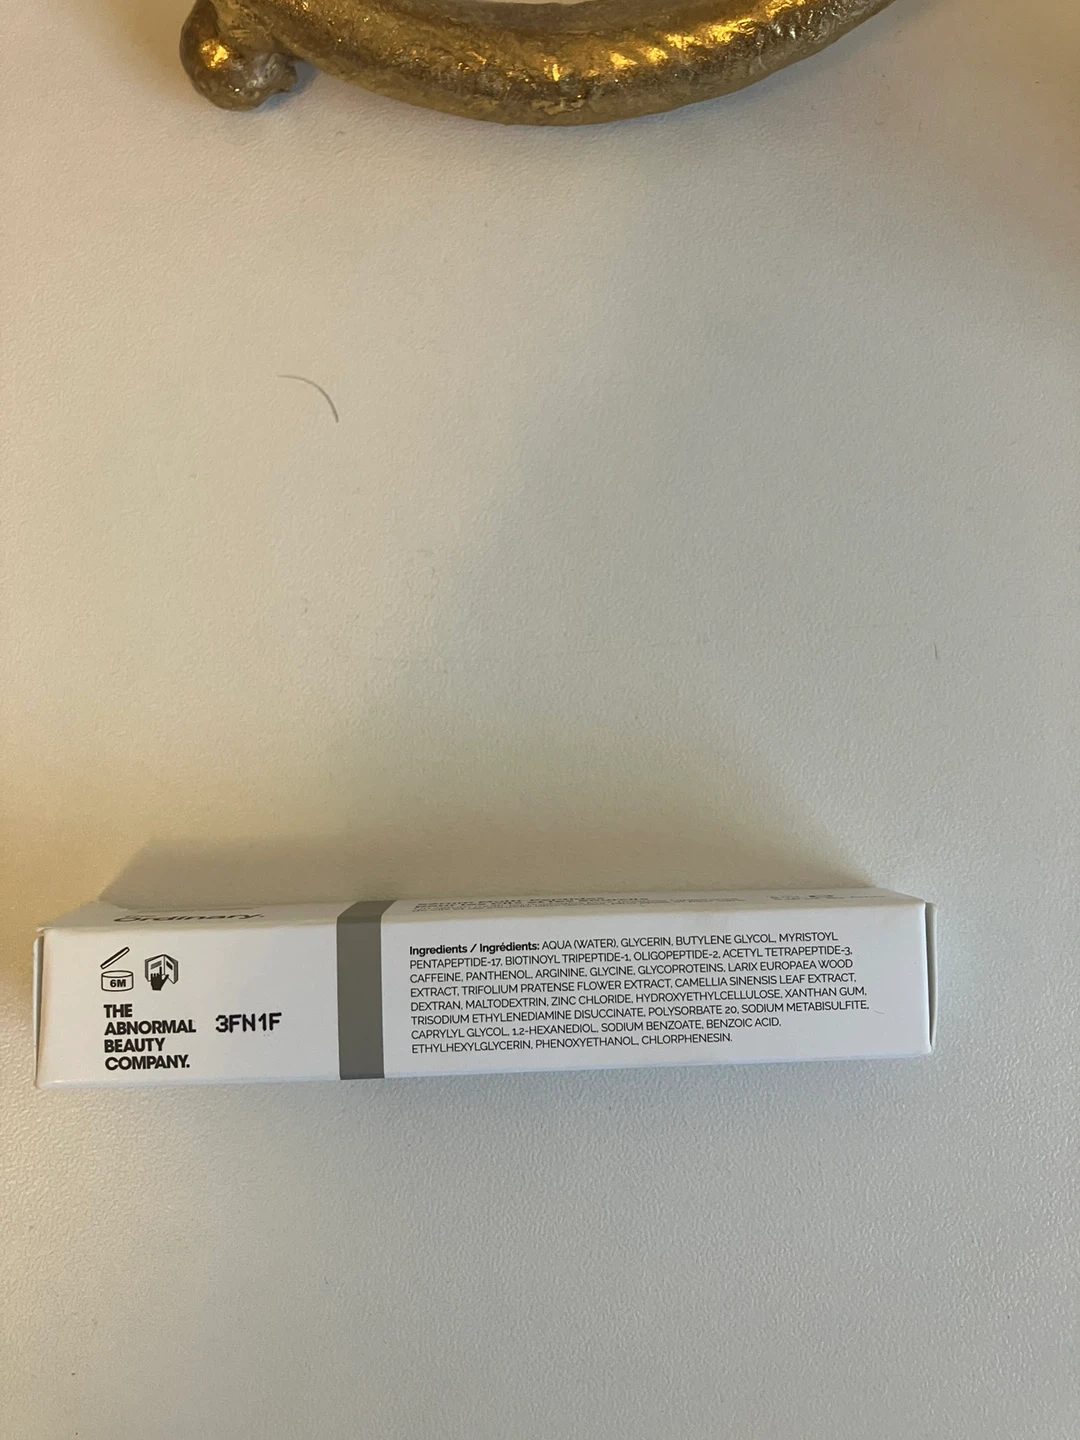 Ordinary.
6M
THE
ABNORMAL
BEAUTY
COMPANY.
3FN1F
Ingredients / Ingrédients: AQUA (WATER), GLYCERIN, BUTYLENE GLYCOL, MYRISTOYL
PENTAPEPTIDE-17, BIOTINOYL TRIPEPTIDE-1, OLIGOPEPTIDE-2, ACETYL TETRAPEPTIDE-3,
CAFFEINE, PANTHENOL, ARGININE, GLYCINE, GLYCOPROTEINS, LARIX EUROPAEA WOOD
EXTRACT, TRIFOLIUM PRATENSE FLOWER EXTRACT, CAMELLIA SINENSIS LEAF EXTRACT,
DEXTRAN, MALTODEXTRIN, ZINC CHLORIDE, HYDROXYETHYLCELLULOSE, XANTHAN GUM,
TRISODIUM ETHYLENEDIAMINE DISUCCINATE, POLYSORBATE 20, SODIUM METABISULFITE,
CAPRYLYL GLYCOL, 1,2-HEXANEDIOL, SODIUM BENZOATE, BENZOIC ACID,
ETHYLHEXYLGLYCERIN, PHENOXYETHANOL, CHLORPHENESIN.